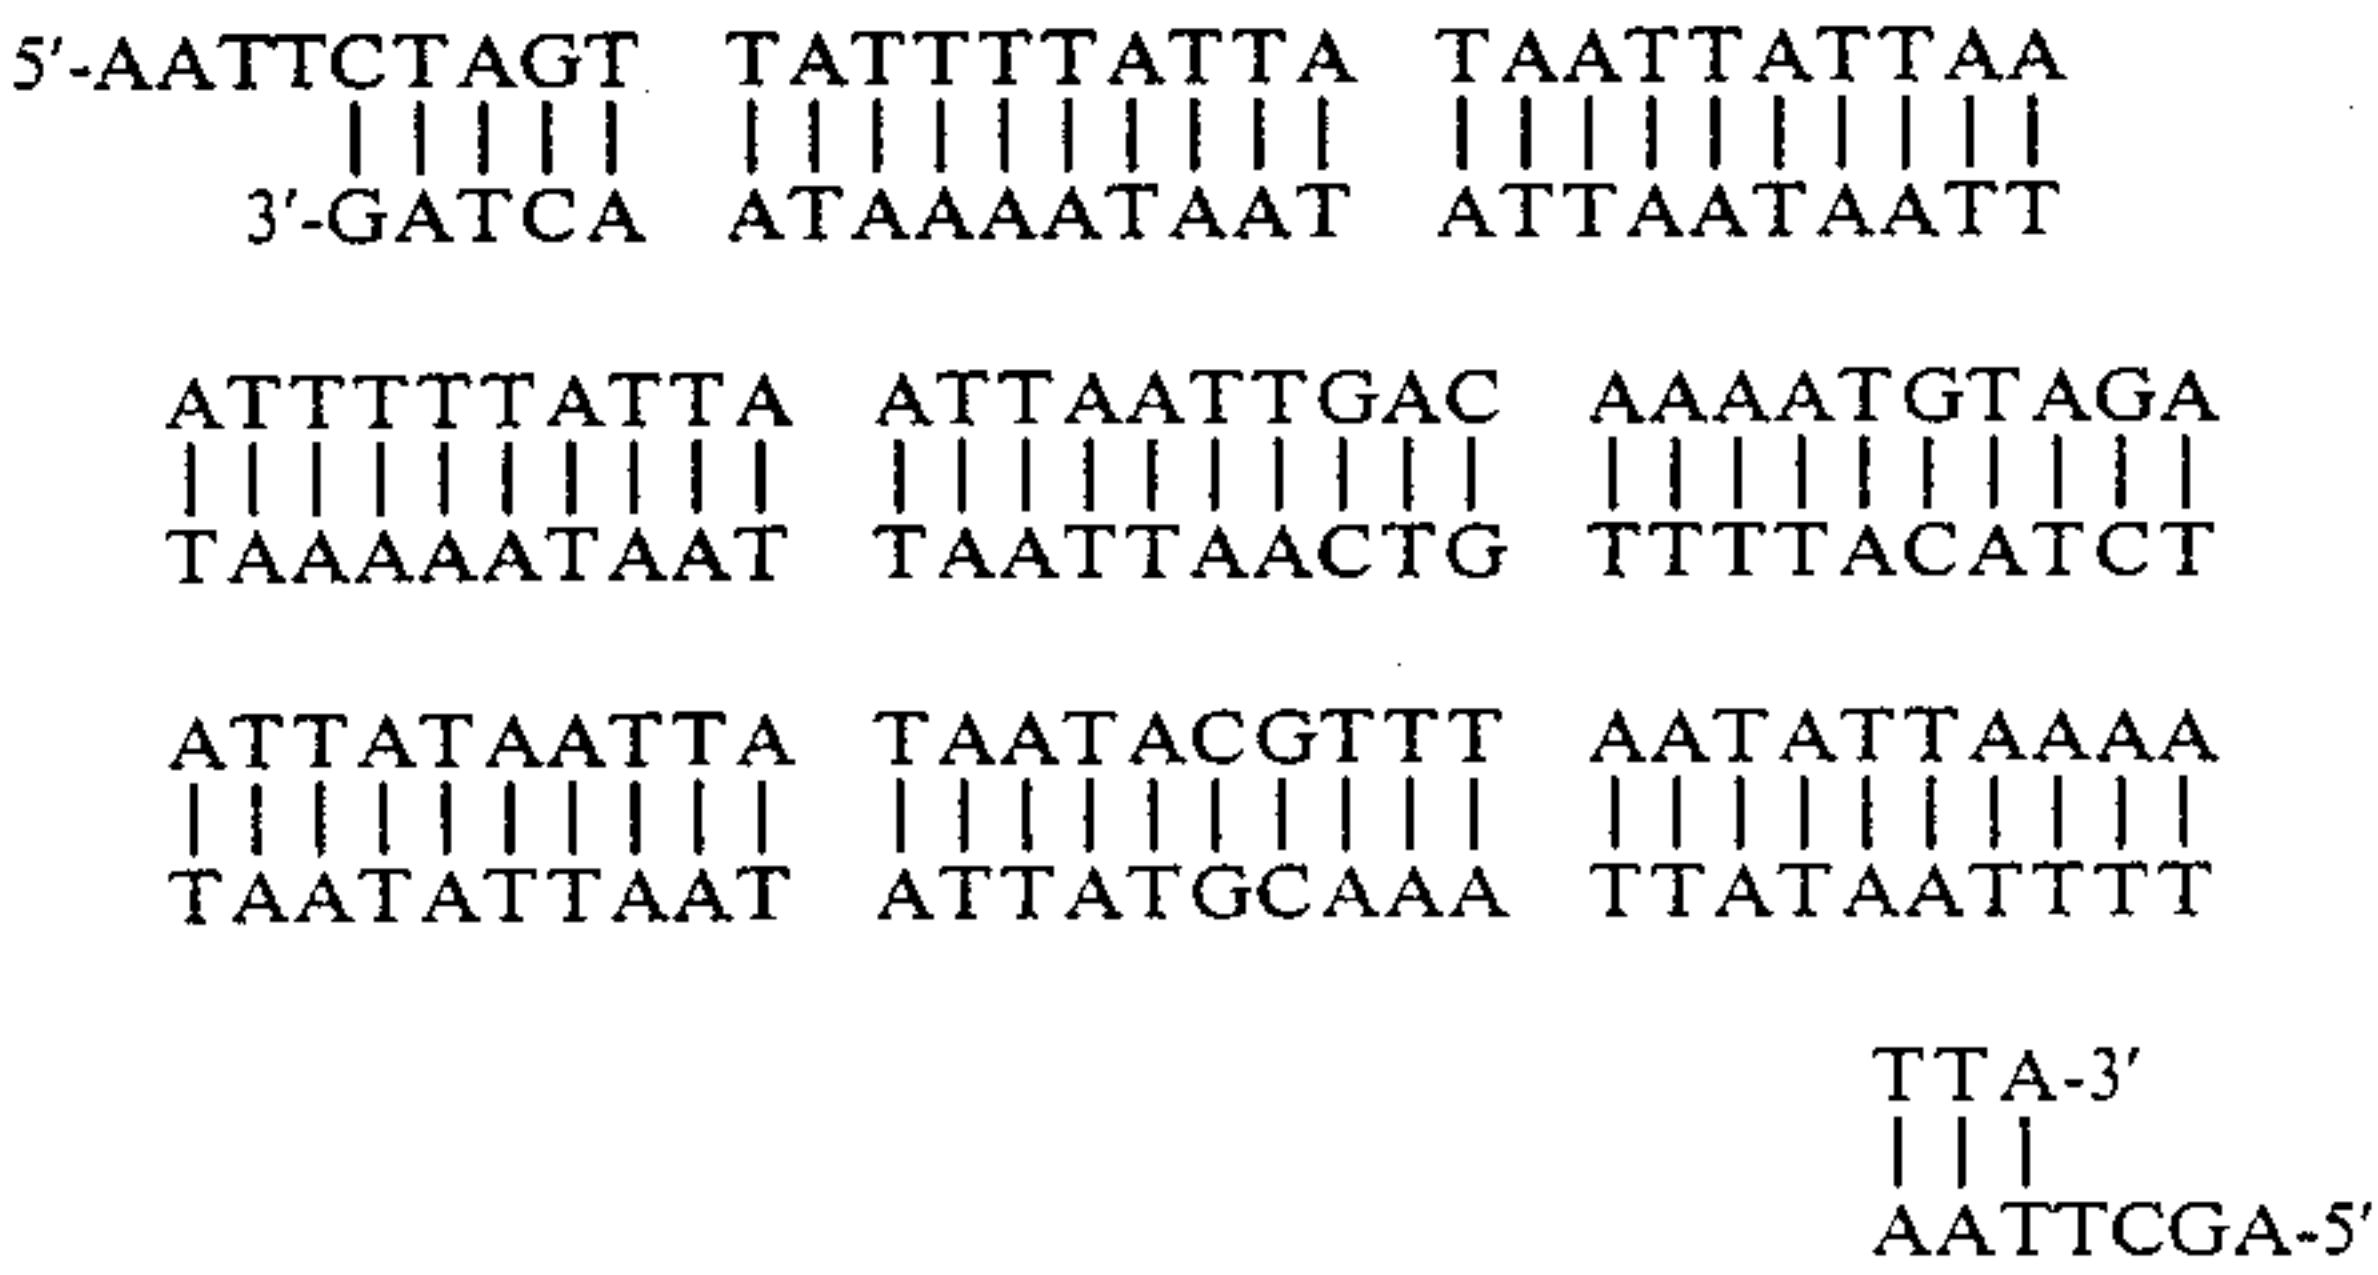 5′-AATTCTAGT TATTTTATTA TAATTATTAA
3′-GATCA ATAAAATAAT ATTAATAATT
ATTTTTATTA ATTAATTGAC AAAATGTAGA
TAAAAATAAT TAATTAACTG TTTTACATCT
ATTATAATTA TAATACGTTT AATATTAAAA
TAATATTAAT ATTATGCAAA TTATAATTTT
TTA-3′
AATTCGA-5′